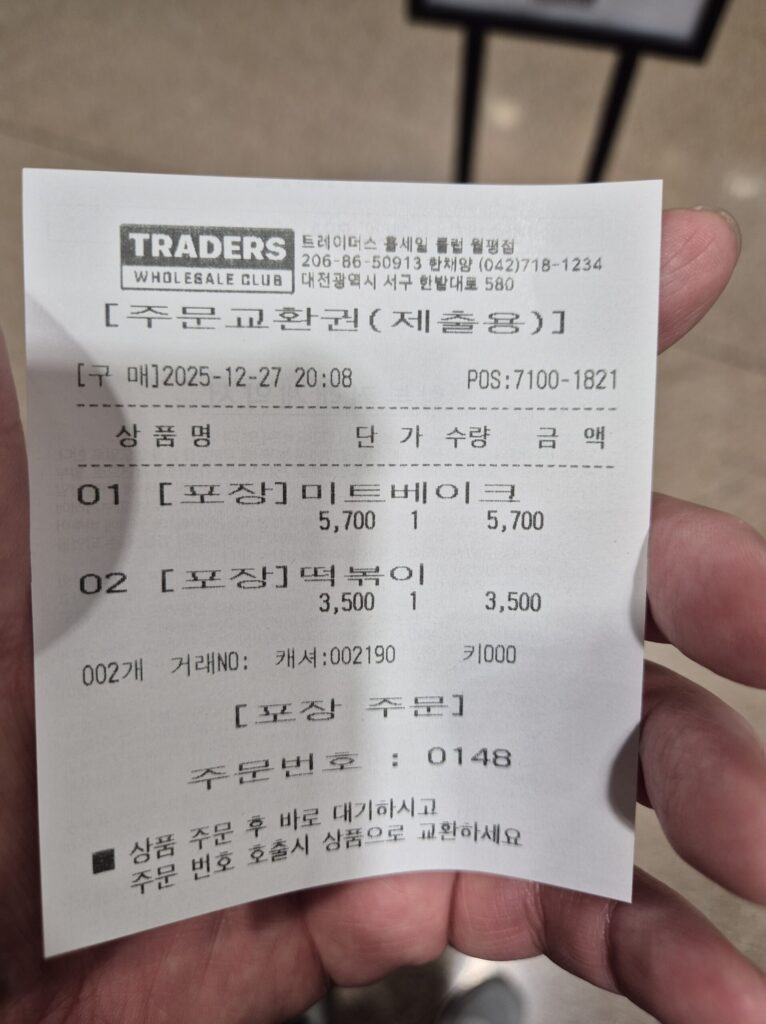 TRADERS
WHOLESALE CLUB
트레이더스 홀세일 클럽 월평점
206-86-50913 한채양 (042)718-1234
대전광역시 서구 한밭대로 580
[주문교환권(제출용)]
[구 매]2025-12-27 20:08 POS:7100-1821
상 품 명 단 가 수량 금 액
01 [포장]미트베이크
5,700 1 5,700
02 [포장]떡볶이
3,500 1 3,500
002개 거래NO: 캐셔:002190 키000
[포장 주문]
주문번호 : 0148
■ 상품 주문 후 바로 대기하시고
주문 번호 호출시 상품으로 교환하세요